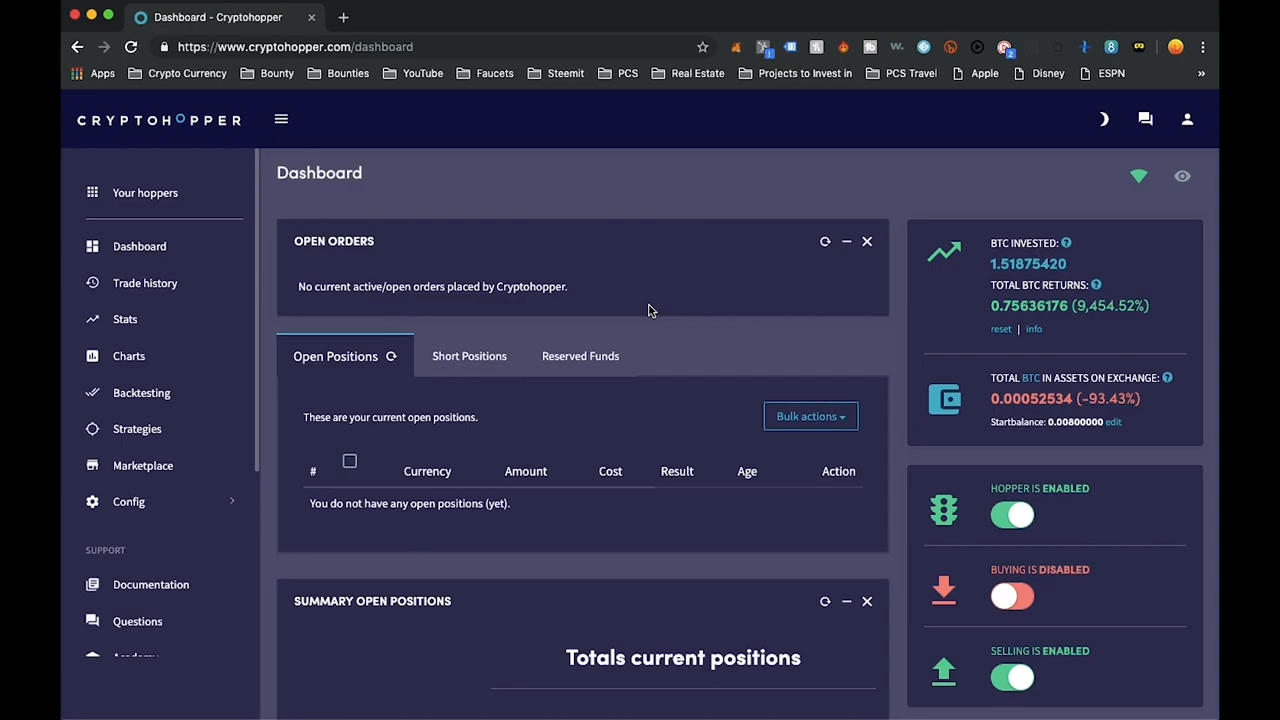 Dashboard - Cryptohopper
https://www.cryptohopper.com/dashboard
Apps
Crypto Currency
Bounty
Bounties
YouTube
Faucets
Steemit
PCS
Real Estate
Projects to Invest in
PCS Travel
Apple
Disney
ESPN
CRYPTOHOPPER
Your hoppers
Dashboard
Trade history
Stats
Charts
Backtesting
Strategies
Marketplace
Config
SUPPORT
Documentation
Questions
Dashboard
OPEN ORDERS
No current active/open orders placed by Cryptohopper.
Open Positions
Short Positions
Reserved Funds
These are your current open positions.
Bulk actions
# Currency Amount Cost Result Age Action
You do not have any open positions (yet).
SUMMARY OPEN POSITIONS
Totals current positions
BTC INVESTED:
1.51875420
TOTAL BTC RETURNS:
0.75636176 (9,454.52%)
reset | info
TOTAL BTC IN ASSETS ON EXCHANGE:
0.00052534 (-93.43%)
Startbalance: 0.00800000 edit
HOPPER IS ENABLED
BUYING IS DISABLED
SELLING IS ENABLED